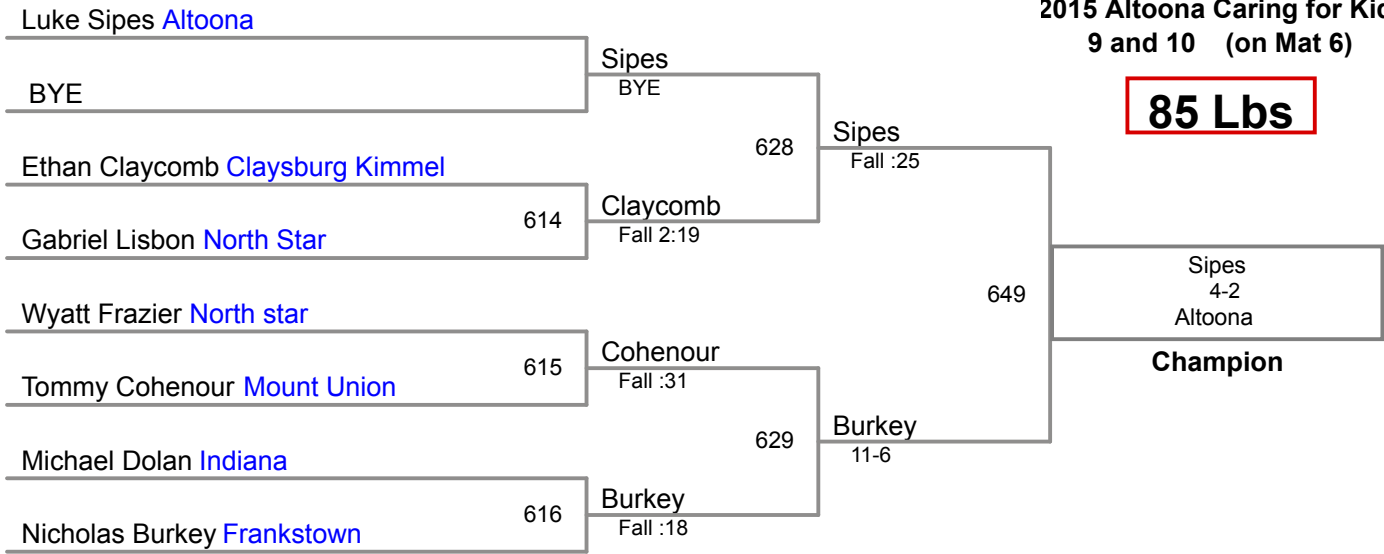 Luke Sipes Altoona
BYE
Ethan Claycomb Claysburg Kimmel
Gabriel Lisbon North Star
Wyatt Frazier North star
Tommy Cohenour Mount Union
Michael Dolan Indiana
Nicholas Burkey Frankstown
614
615
616
Sipes
BYE
Claycomb
Fall 2:19
Cohenour
Fall :31
Burkey
Fall :18
628
629
Sipes
Fall :25
Burkey
11-6
649
2015 Altoona Caring for Kid
9 and 10 (on Mat 6)
85 Lbs
Sipes
4-2
Altoona
Champion